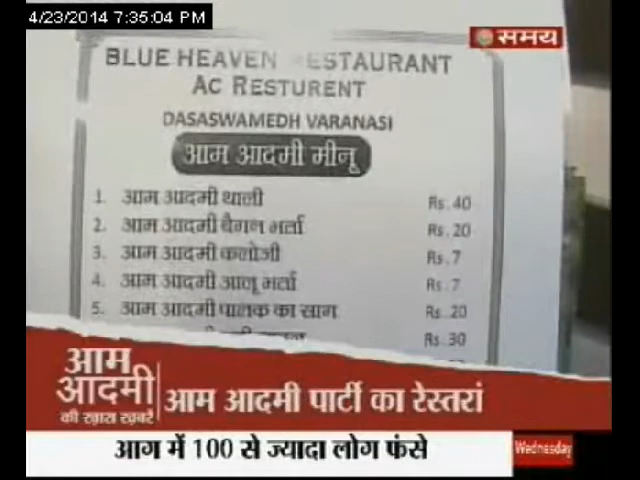 4/23/2014 7:35:04 PM
समय
BLUE HEAVEN RESTAURANT
AC RESTURENT
DASASWAMEDH VARANASI
आम आदमी मीनू
1. आम आदमी थाली Rs. 40
2. आम आदमी बैगन भर्ता Rs. 20
3. आम आदमी कलोजी Rs. 7
4. आम आदमी आलू भर्ता Rs. 7
5. आम आदमी पालक का साग Rs. 20
Rs. 30
आम
आदमी
की ख़ास ख़बरें
आम आदमी पार्टी का रेस्तरां
आग में 100 से ज्यादा लोग फंसे
Wednesday